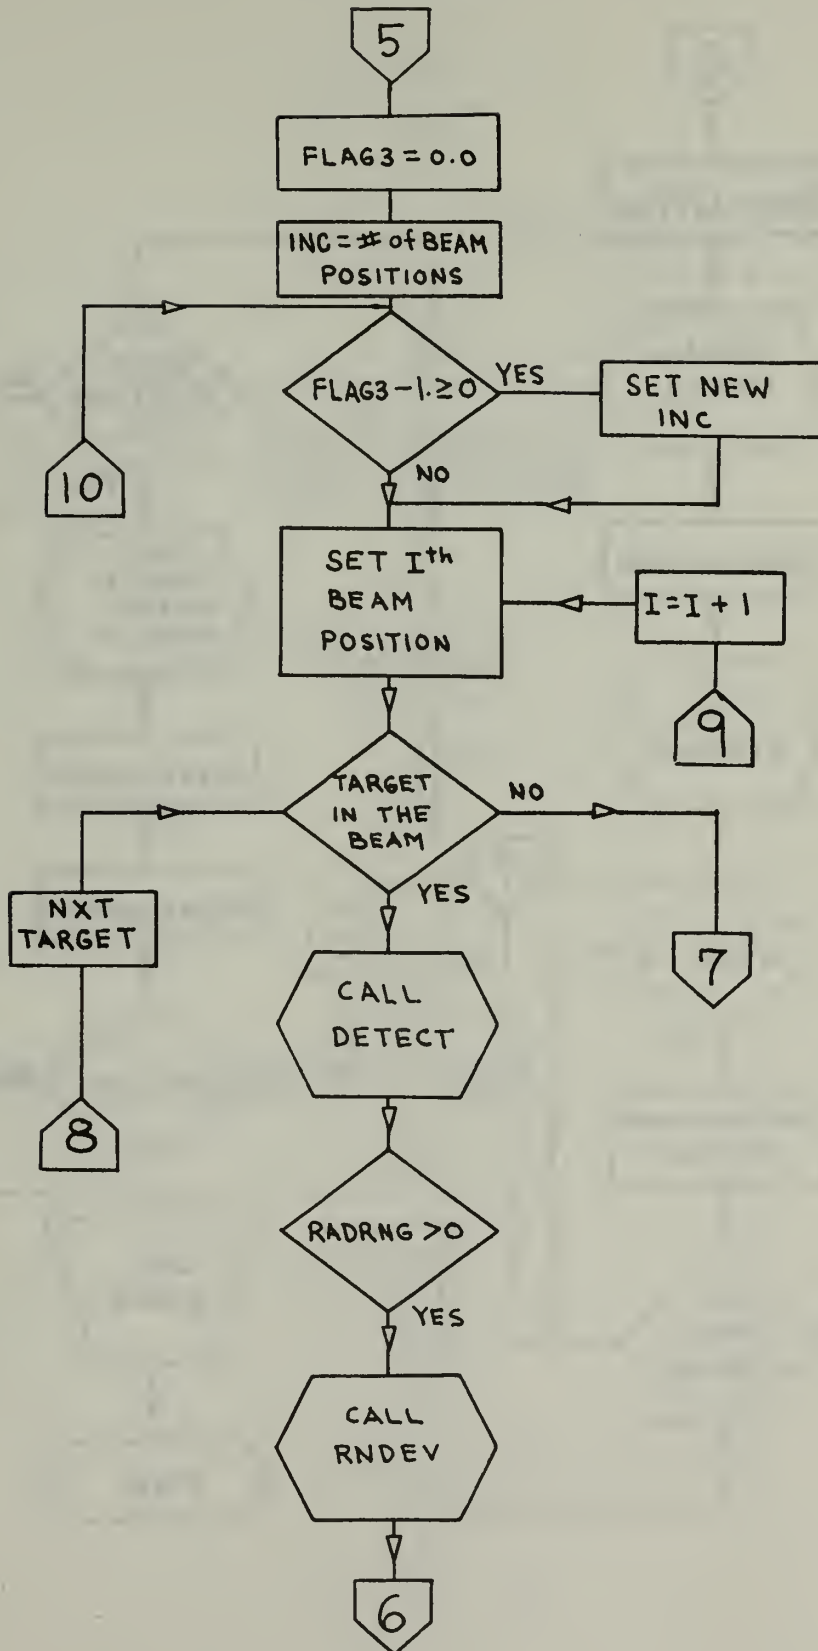 5
FLAG3 = 0.0
INC = # of BEAM
POSITIONS
FLAG3 - 1. ≥ 0
YES
SET NEW
INC
NO
10
SET Ith
BEAM
POSITION
I = I + 1
9
TARGET
IN THE
BEAM
NO
YES
NXT
TARGET
7
CALL
DETECT
8
RADRNG > 0
YES
CALL
RNDEV
6